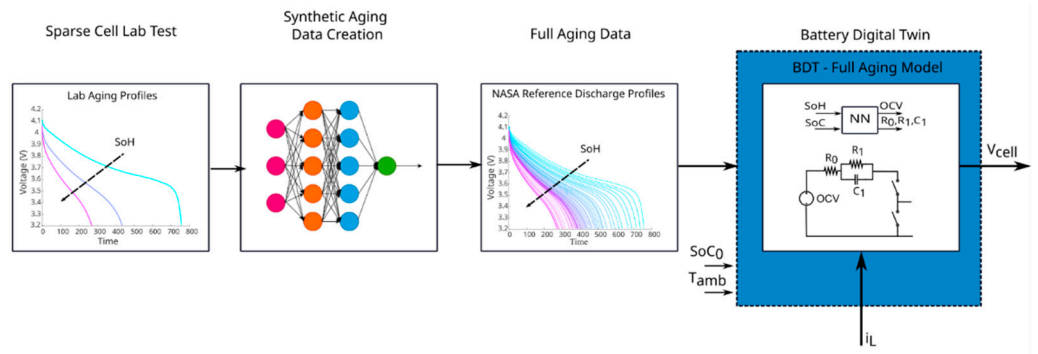 Sparse Cell Lab Test
Synthetic Aging
Data Creation
Full Aging Data
Battery Digital Twin
Lab Aging Profiles
4.2
4.1
4
3.9
3.8
3.7
3.6
3.5
3.4
3.3
3.2
Voltage (V)
SoH
0 100 200 300 400 500 600 700 800
Time
NASA Reference Discharge Profiles
4.2
4.1
4
3.9
3.8
3.7
3.6
3.5
3.4
3.3
3.2
Voltage (V)
SoH
0 100 200 300 400 500 600 700 800
Time
BDT - Full Aging Model
SoH
SoC
NN
OCV
R0,R1,C1
R0
R1
C1
OCV
Vcell
SoC0
Tamb
iL